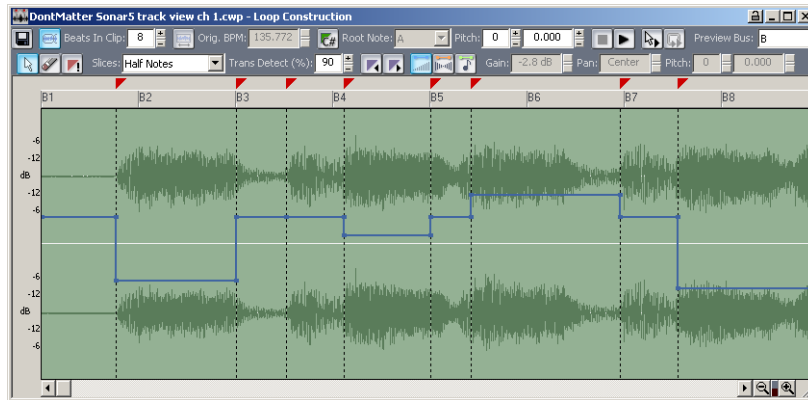 DontMatter Sonar5 track view ch 1.cwp - Loop Construction
Beats In Clip: 8 Orig. BPM: 135.772 C# Root Note: A Pitch: 0 0.000 Preview Bus: B
Slices: Half Notes Trans Detect (%): 90 Gain: -2.8 dB Pan: Center Pitch: 0 0.000
B1 B2 B3 B4 B5 B6 B7 B8
-6
-12
dB
-12
-6
-6
-12
dB
-12
-6